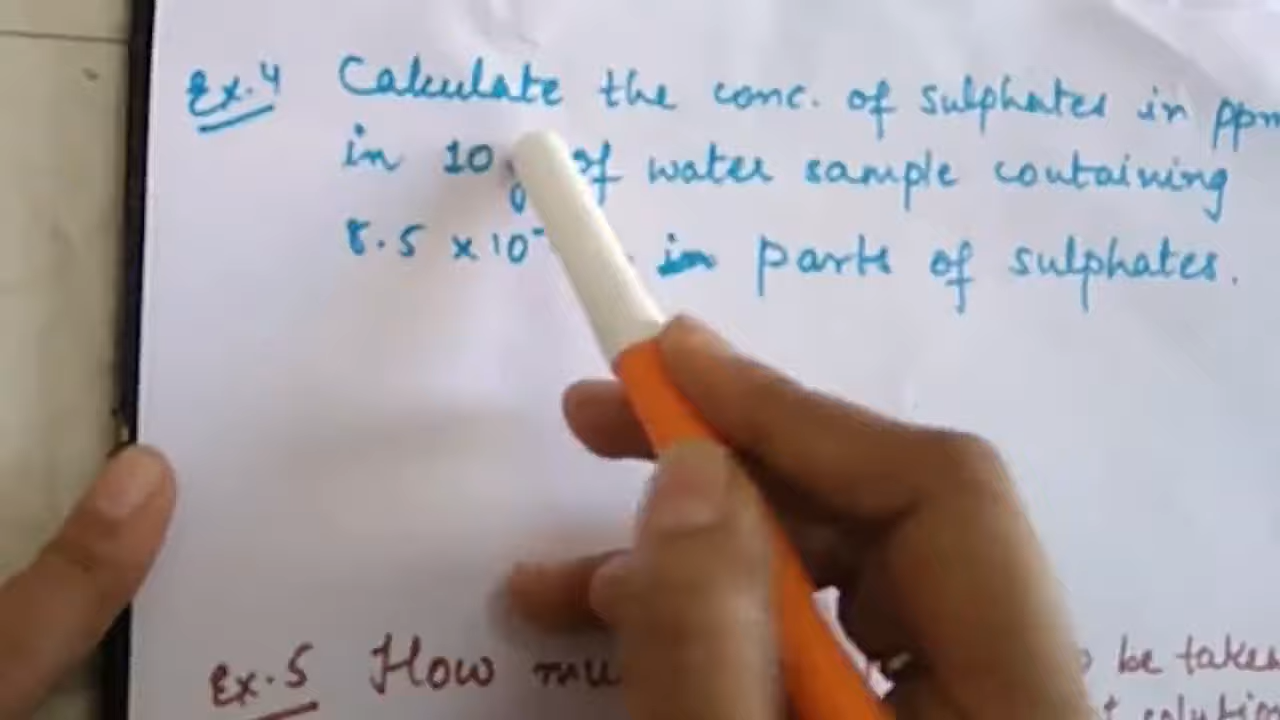 Ex.4 Calculate the conc. of sulphates in ppm
in 10 g of water sample containing
8.5 × 10⁻ in parts of sulphates.
Ex.5 How be taken